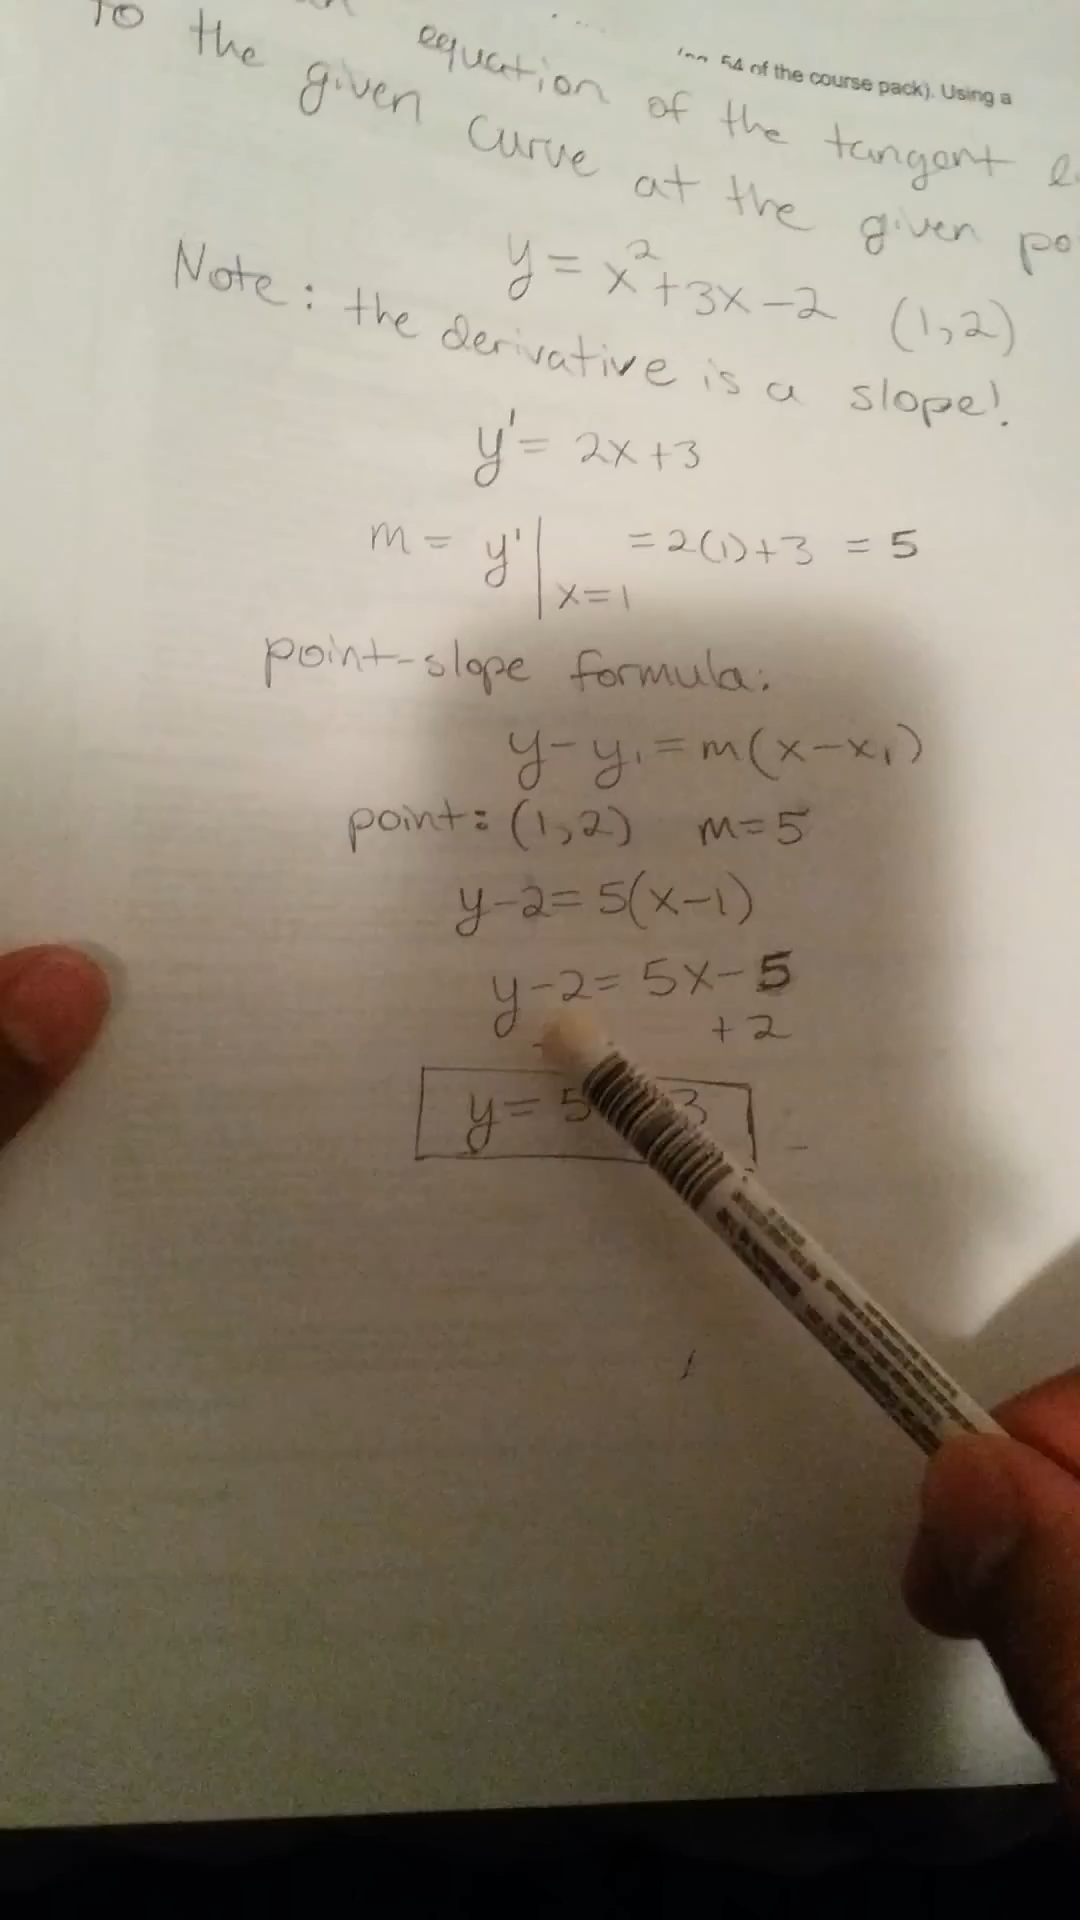 54 of the course pack). Using a
equation of the tangent
to the given curve at the given
y = x²+3x-2 (1,2)
Note: the derivative is a slope!
y' = 2x+3
m = y'| x=1 = 2(1)+3 = 5
point-slope formula:
y-y₁=m(x-x₁)
point: (1,2) m=5
y-2=5(x-1)
y-2=5x-5
+2
y=5 3